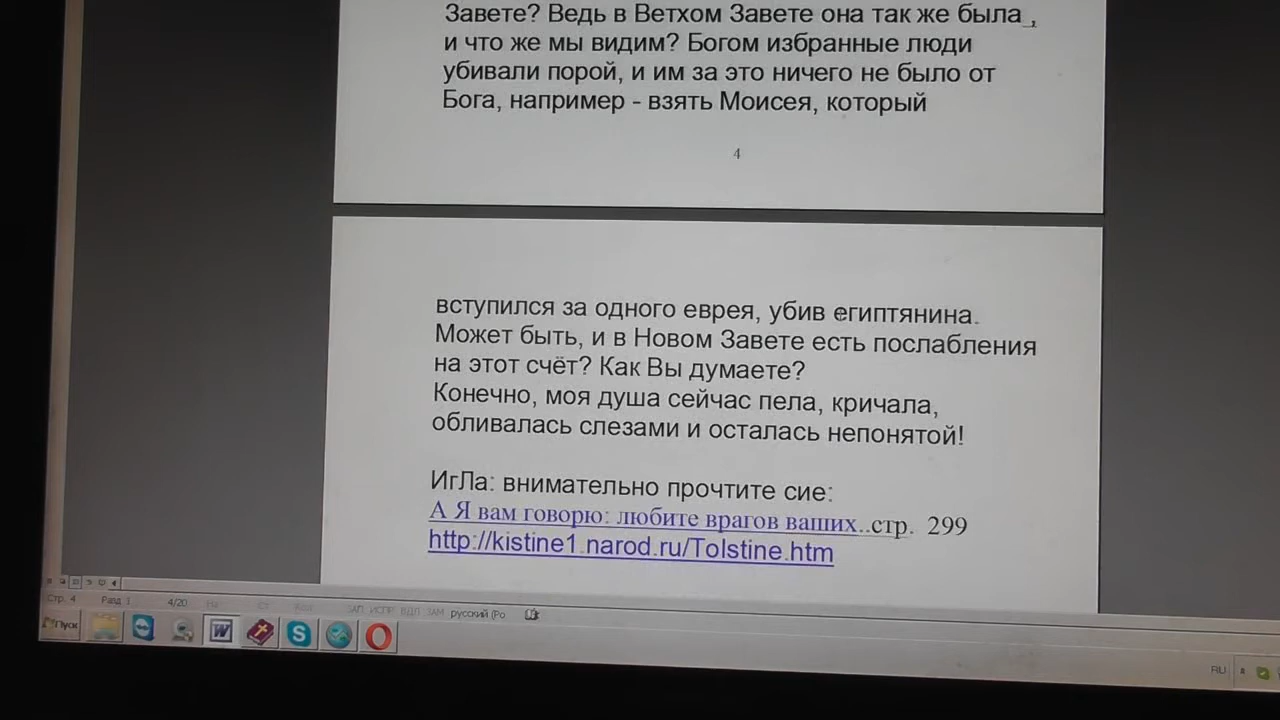 Завете? Ведь в Ветхом Завете она так же была ,
и что же мы видим? Богом избранные люди
убивали порой, и им за это ничего не было от
Бога, например - взять Моисея, который
4
вступился за одного еврея, убив египтянина.
Может быть, и в Новом Завете есть послабления
на этот счёт? Как Вы думаете?
Конечно, моя душа сейчас пела, кричала,
обливалась слезами и осталась непонятой!
ИгЛа: внимательно прочтите сие:
А Я вам говорю: любите врагов ваших..стр. 299
http://kistine1.narod.ru/Tolstine.htm
Стр. 4 Разд 1 4/20 ЗАП ИСПР ВДЛ ЗАМ русский (Ро
Пуск
RU